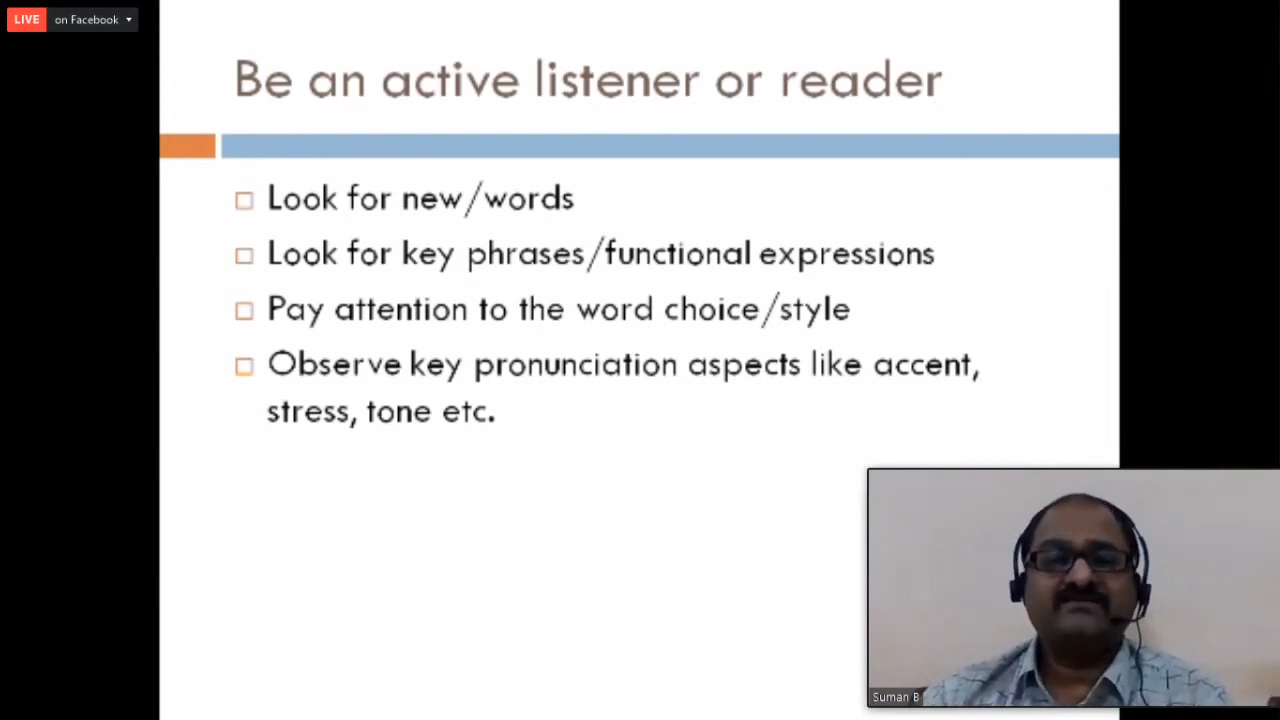 LIVE on Facebook
Be an active listener or reader
Look for new/words
Look for key phrases/functional expressions
Pay attention to the word choice/style
Observe key pronunciation aspects like accent,
stress, tone etc.
Suman B